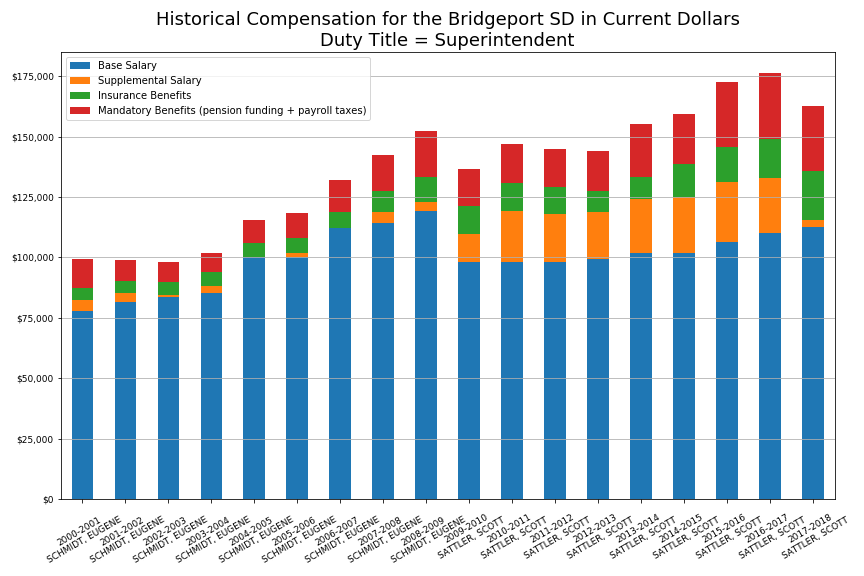 Historical Compensation for the Bridgeport SD in Current Dollars
Duty Title = Superintendent
Base Salary
Supplemental Salary
Insurance Benefits
Mandatory Benefits (pension funding + payroll taxes)
$175,000
$150,000
$125,000
$100,000
$75,000
$50,000
$25,000
$0
2000-2001
SCHMIDT, EUGENE
2001-2002
SCHMIDT, EUGENE
2002-2003
SCHMIDT, EUGENE
2003-2004
SCHMIDT, EUGENE
2004-2005
SCHMIDT, EUGENE
2005-2006
SCHMIDT, EUGENE
2006-2007
SCHMIDT, EUGENE
2007-2008
SCHMIDT, EUGENE
2008-2009
SCHMIDT, EUGENE
2009-2010
SATTLER, SCOTT
2010-2011
SATTLER, SCOTT
2011-2012
SATTLER, SCOTT
2012-2013
SATTLER, SCOTT
2013-2014
SATTLER, SCOTT
2014-2015
SATTLER, SCOTT
2015-2016
SATTLER, SCOTT
2016-2017
SATTLER, SCOTT
2017-2018
SATTLER, SCOTT